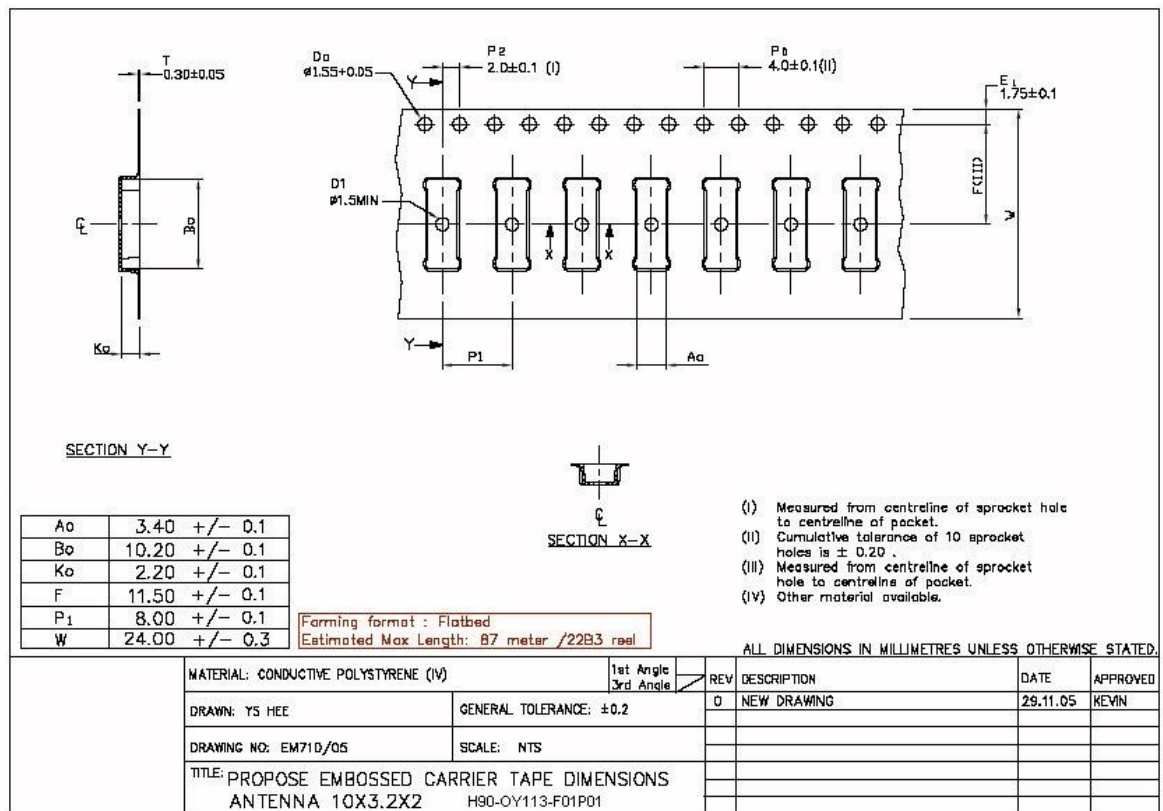 T
0.30±0.05
Do
ø1.55+0.05
P2
2.0±0.1 (I)
Po
4.0±0.1(II)
E1
1.75±0.1
Y
D1
ø1.5MIN
F(III)
W
Bo
X
X
Ko
Y
P1
Ao
SECTION Y-Y
SECTION X-X
Ao 3.40 +/- 0.1
Bo 10.20 +/- 0.1
Ko 2.20 +/- 0.1
F 11.50 +/- 0.1
P1 8.00 +/- 0.1
W 24.00 +/- 0.3
Forming format : Flatbed
Estimated Max Length: 87 meter /22B3 reel
(I) Measured from centreline of sprocket hole
to centreline of pocket.
(II) Cumulative tolerance of 10 sprocket
holes is ± 0.20 .
(III) Measured from centreline of sprocket
hole to centreline of pocket.
(IV) Other material available.
ALL DIMENSIONS IN MILLIMETRES UNLESS OTHERWISE STATED.
MATERIAL: CONDUCTIVE POLYSTYRENE (IV)
1st Angle
3rd Angle
REV DESCRIPTION DATE APPROVED
0 NEW DRAWING 29.11.05 KEVIN
DRAWN: YS HEE
GENERAL TOLERANCE: ±0.2
DRAWING NO: EM710/05
SCALE: NTS
TITLE: PROPOSE EMBOSSED CARRIER TAPE DIMENSIONS
ANTENNA 10X3.2X2 H90-OY113-F01P01